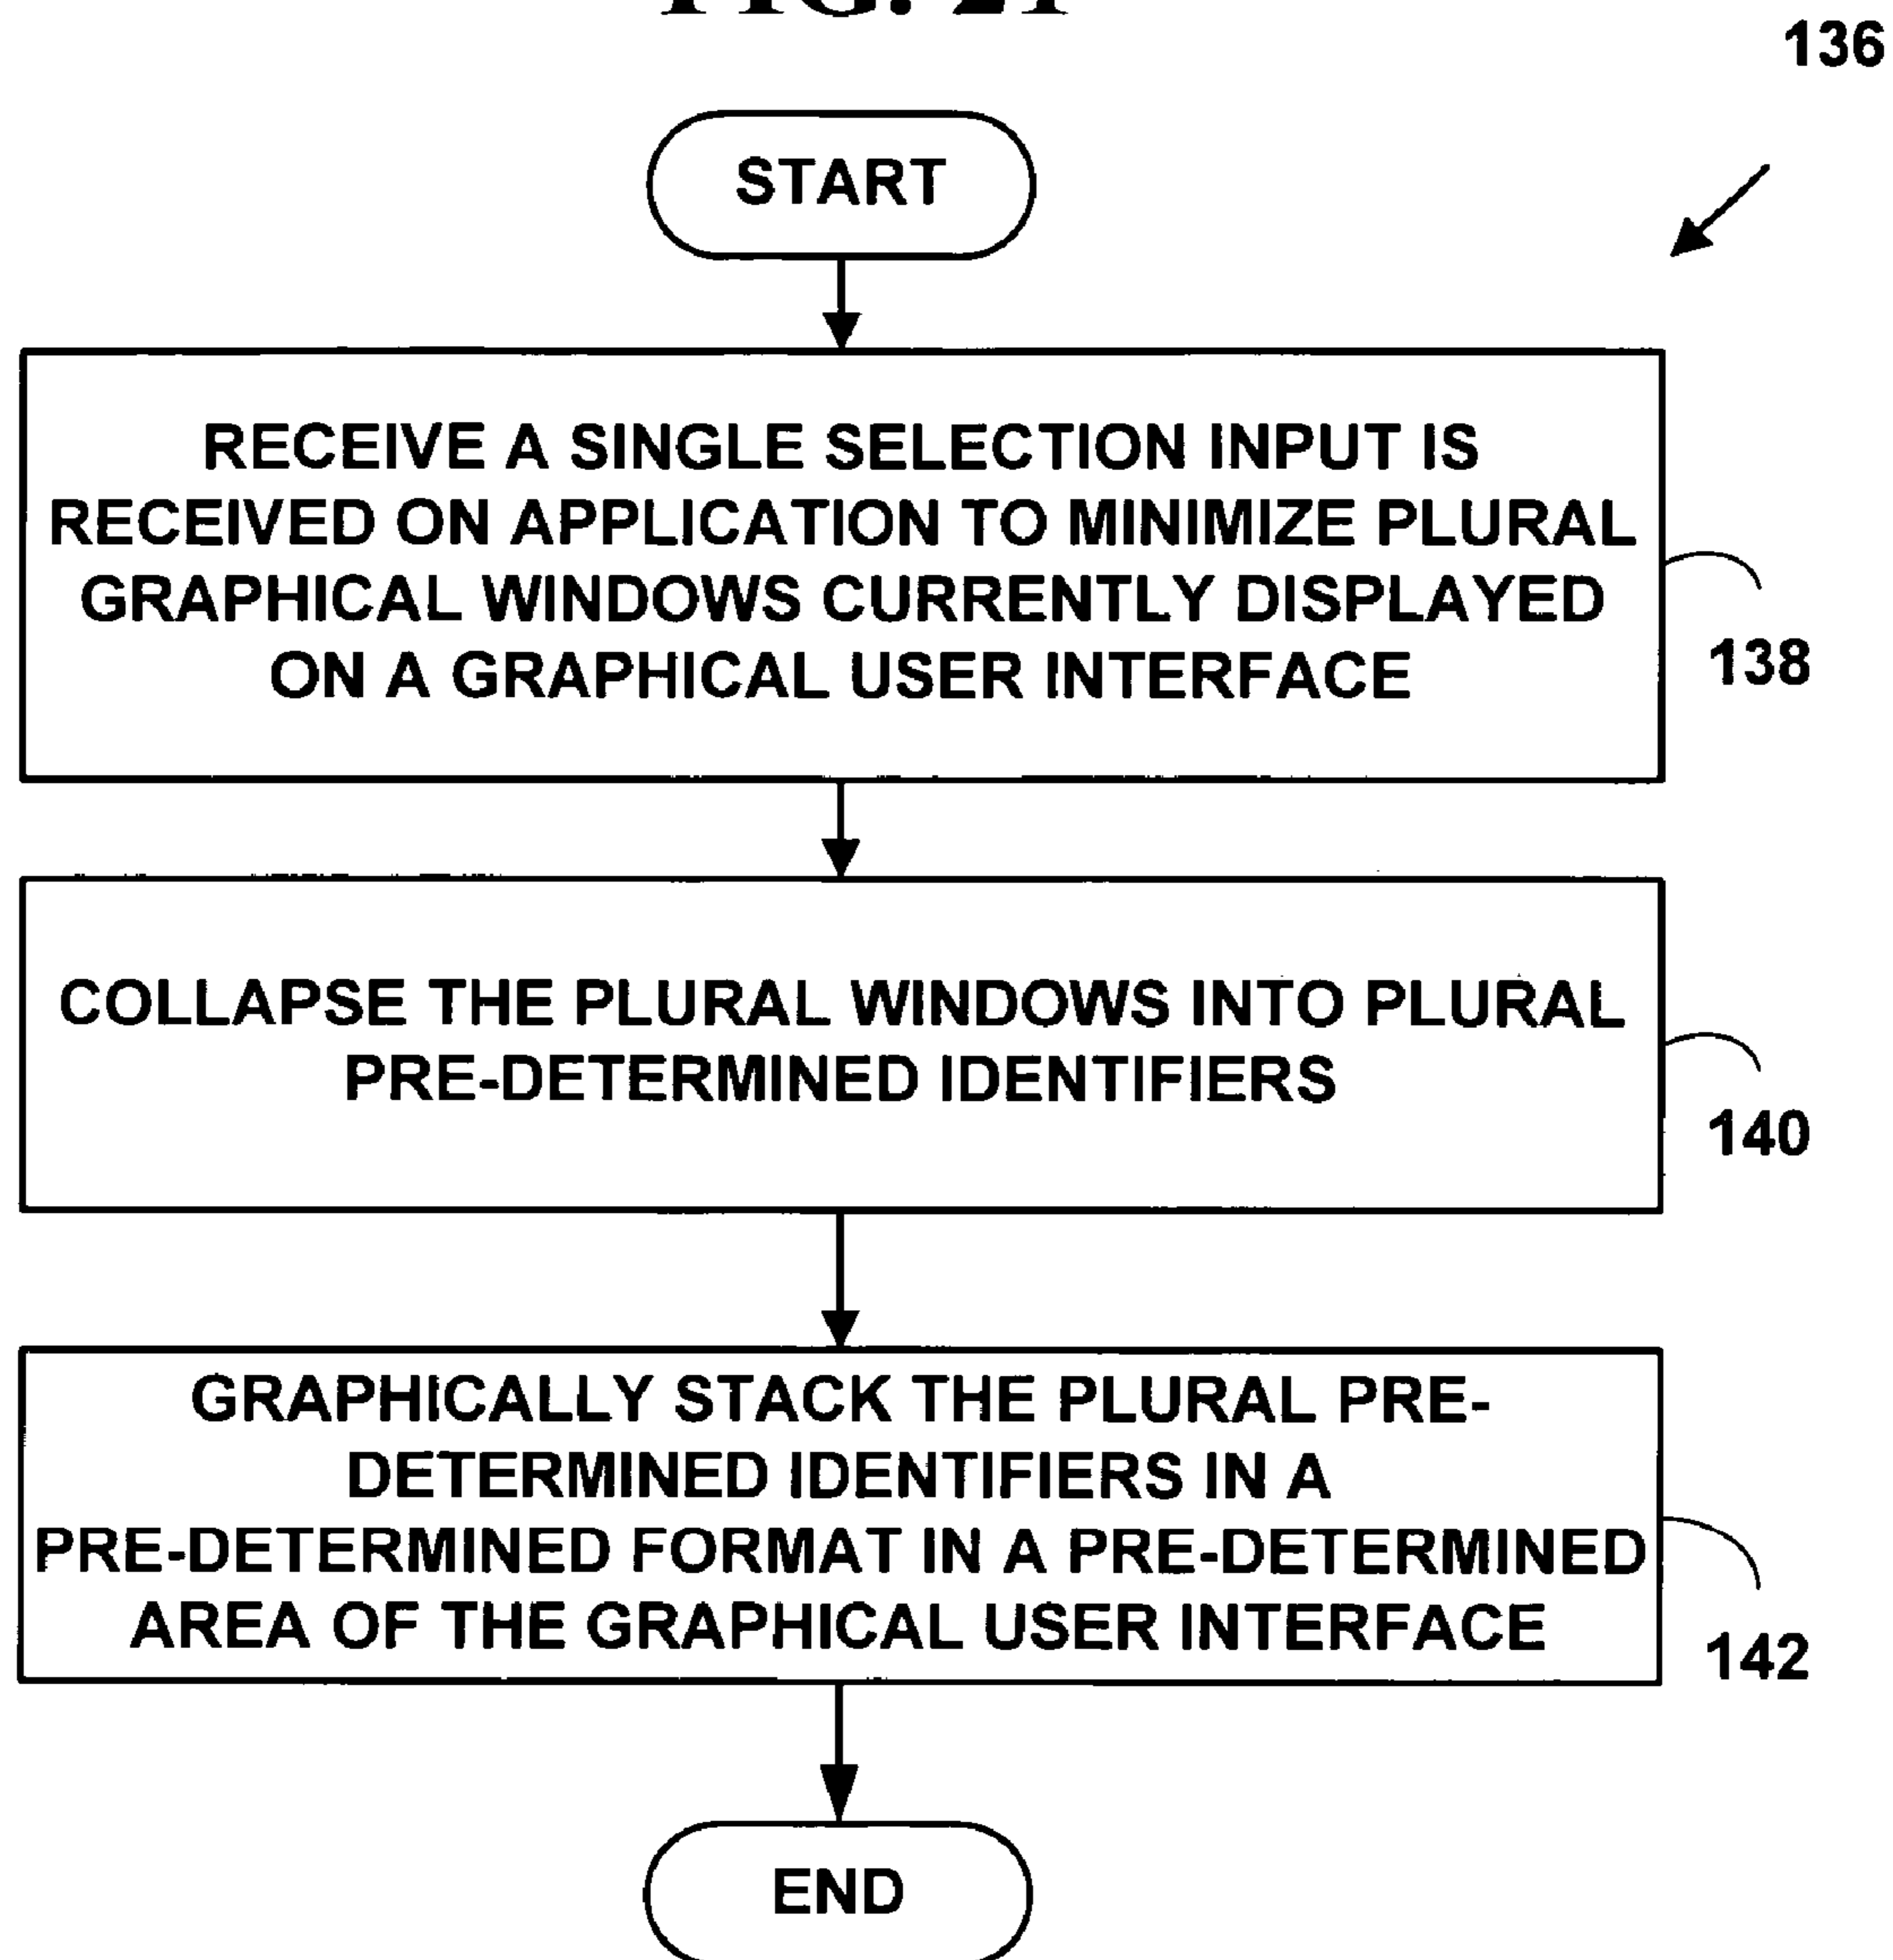 FIG. 21
136
START
RECEIVE A SINGLE SELECTION INPUT IS
RECEIVED ON APPLICATION TO MINIMIZE PLURAL
GRAPHICAL WINDOWS CURRENTLY DISPLAYED
ON A GRAPHICAL USER INTERFACE
138
COLLAPSE THE PLURAL WINDOWS INTO PLURAL
PRE-DETERMINED IDENTIFIERS
140
GRAPHICALLY STACK THE PLURAL PRE-
DETERMINED IDENTIFIERS IN A
PRE-DETERMINED FORMAT IN A PRE-DETERMINED
AREA OF THE GRAPHICAL USER INTERFACE
142
END